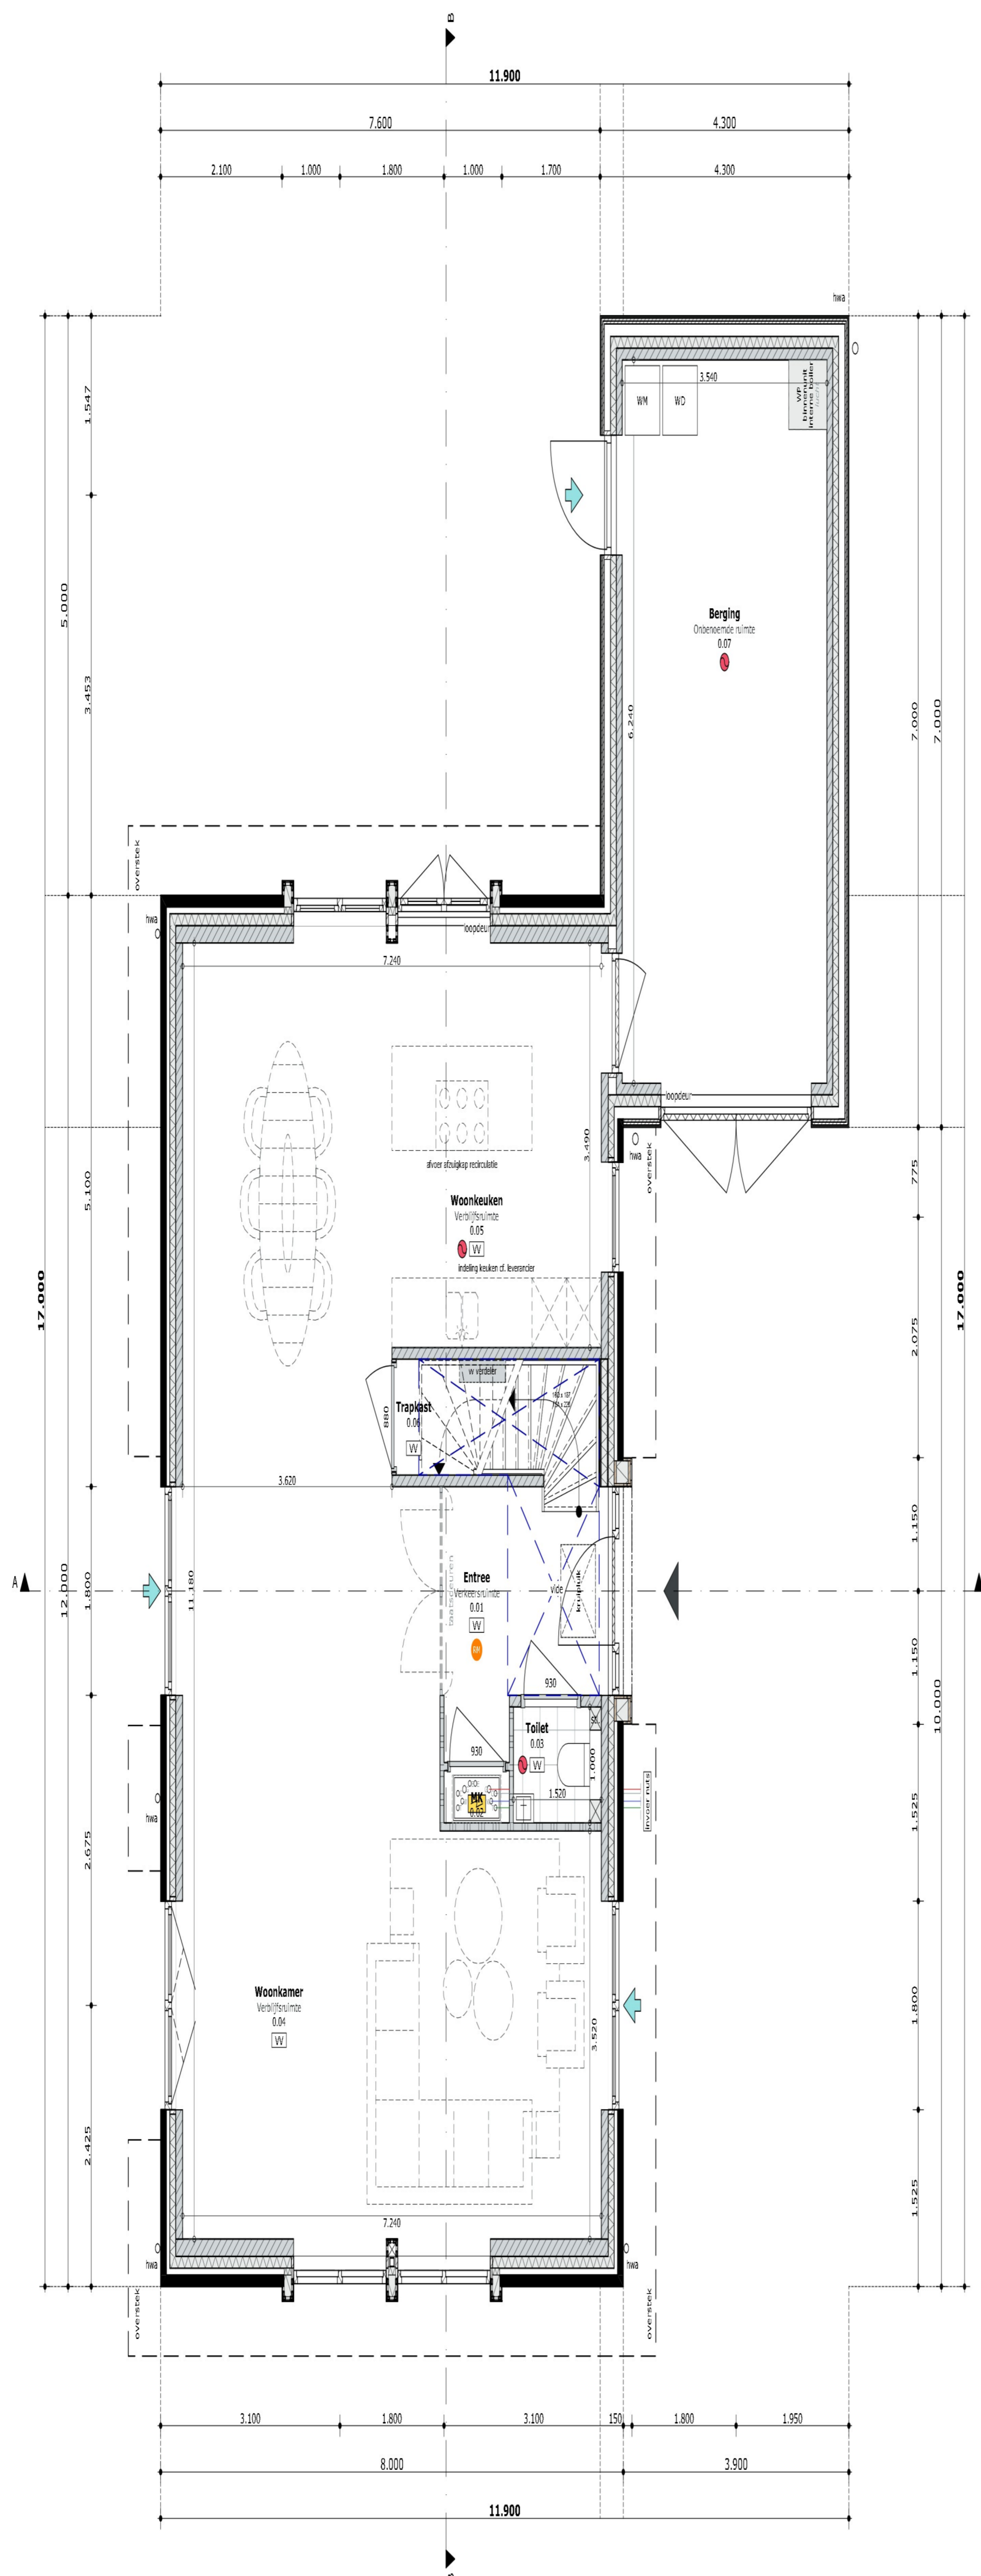 B
11.900
7.600
4.300
2.100
1.000
1.800
1.000
1.700
4.300
hwa
1.547
5.000
3.453
3.540
WM
WD
WP
binnenunit
interne boiler
Berging
Onbenoemde ruimte
0.07
6.240
7.000
7.000
overstek
hwa
loopdeur
7.240
loopdeur
hwa
overstek
afvoer afzuigkap recirculatie
3.490
775
5.100
Woonkeuken
Verblijfsruimte
0.05
VV
indeling keuken cf. leverancier
17.000
17.000
2.075
w verdeler
Trapkast
0.06
VV
880
3.620
1.150
taatsdeuren
Entree
Verkeersruimte
0.01
VV
RM
vide
kruipluik
A
12.000
1.800
11.180
1.150
10.000
930
Toilet
0.03
VV
930
MK
0.02
1.000
1.520
invoer nuts
1.525
hwa
2.675
Woonkamer
Verblijfsruimte
0.04
VV
3.520
1.800
2.425
1.525
7.240
hwa
hwa
overstek
overstek
3.100
1.800
3.100
150
1.800
1.950
8.000
3.900
11.900